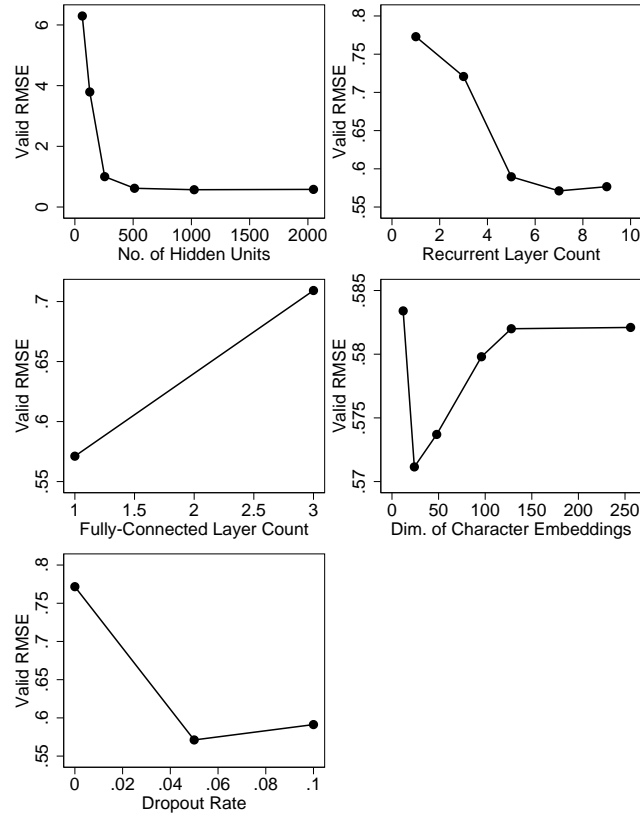 Valid RMSE
6
4
2
0
0 500 1000 1500 2000
No. of Hidden Units
Valid RMSE
.8
.75
.7
.65
.6
.55
0 2 4 6 8 10
Recurrent Layer Count
Valid RMSE
.7
.65
.6
.55
1 1.5 2 2.5 3
Fully-Connected Layer Count
Valid RMSE
.585
.58
.575
.57
0 50 100 150 200 250
Dim. of Character Embeddings
Valid RMSE
.8
.75
.7
.65
.6
.55
0 .02 .04 .06 .08 .1
Dropout Rate